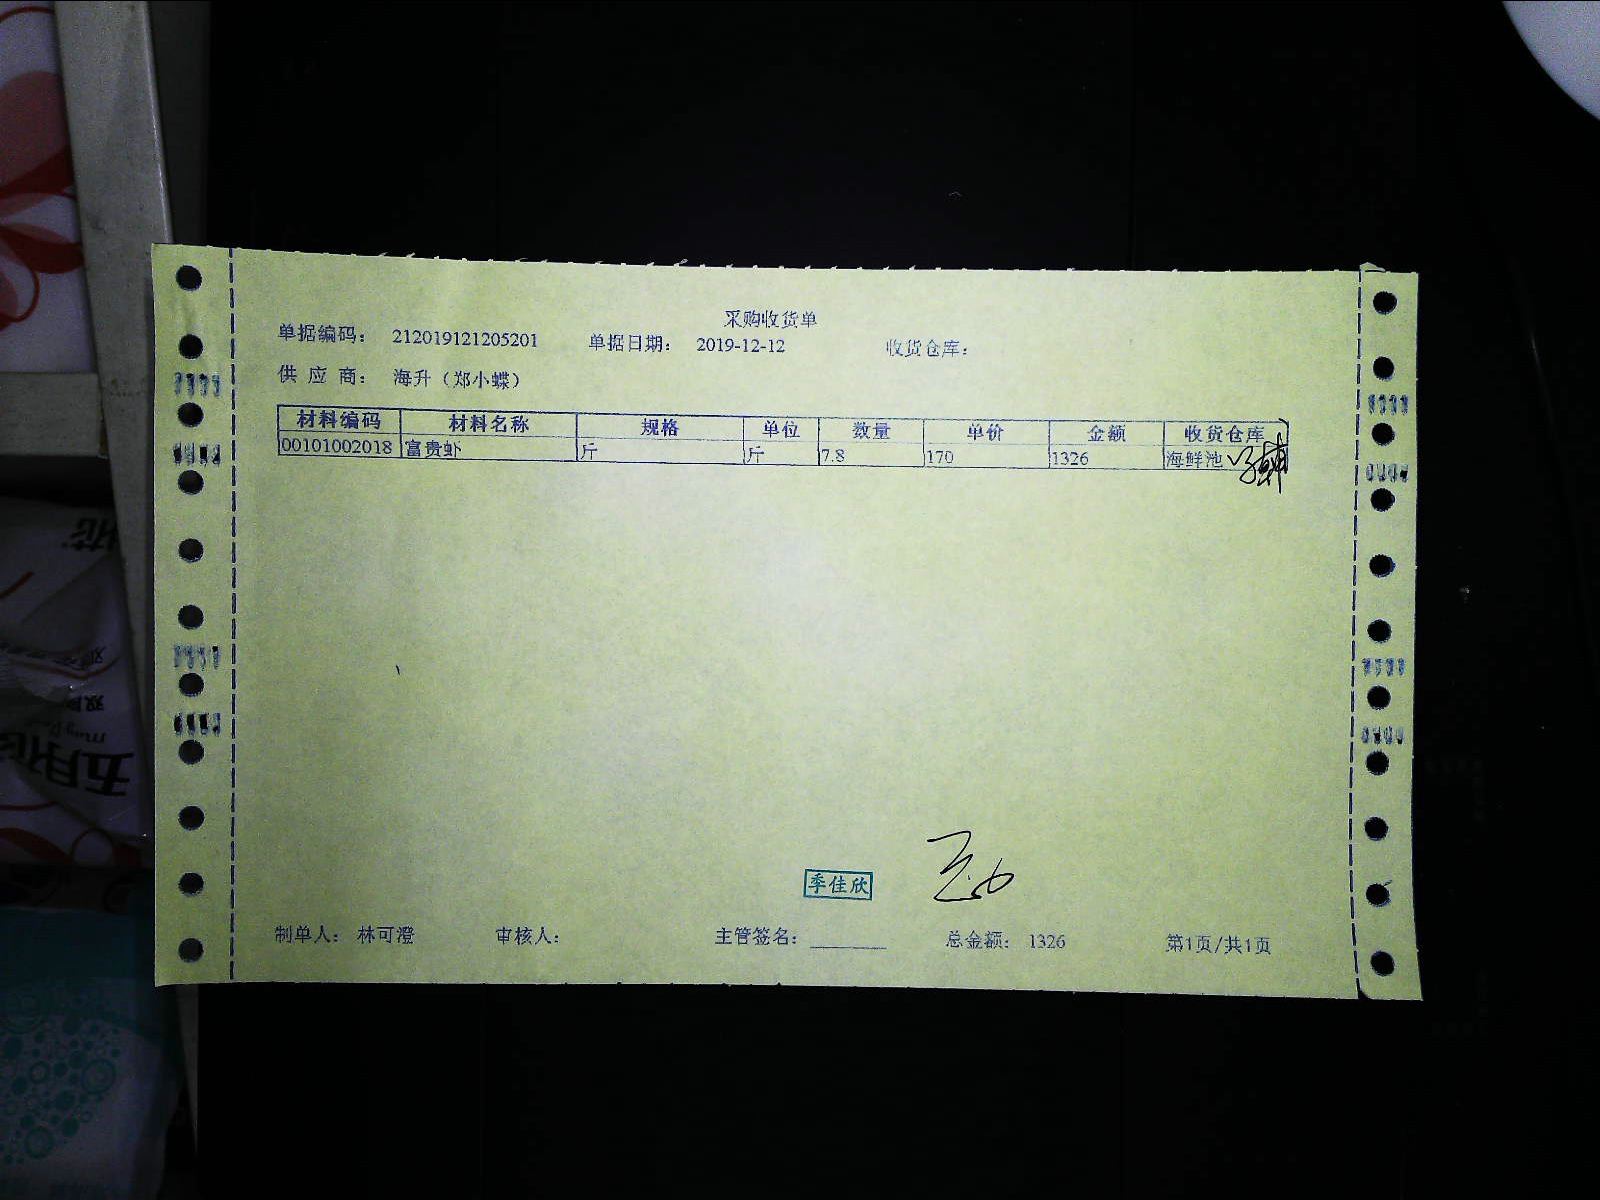 采购收货单
单据编码： 212019121205201 单据日期： 2019-12-12 收货仓库：
供 应 商： 海升（郑小蝶）
材料编码 材料名称 规格 单位 数量 单价 金额 收货仓库
00101002018 富贵虾 斤 斤 7.8 170 1326 海鲜池
季佳欣
制单人： 林可澄 审核人： 主管签名： ________ 总金额： 1326 第1页/共1页
五月花